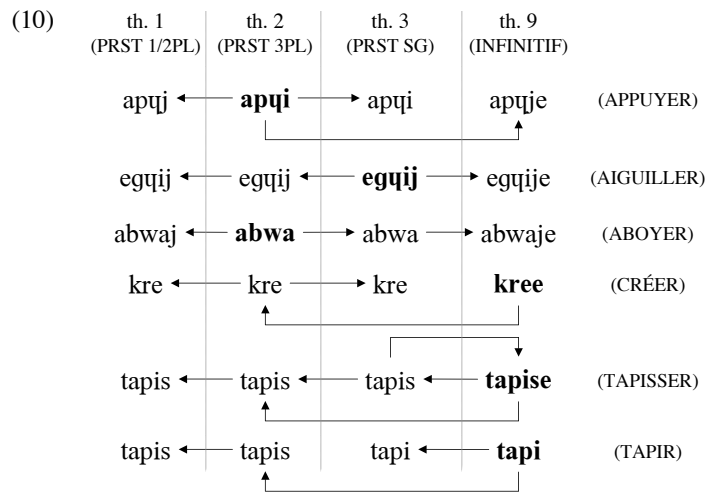 (10) th. 1 th. 2 th. 3 th. 9
(PRST 1/2PL) (PRST 3PL) (PRST SG) (INFINITIF)
apɥj apɥi apɥi apɥje (APPUYER)
egɥij egɥij egɥij egɥije (AIGUILLER)
abwaj abwa abwa abwaje (ABOYER)
kre kre kre kree (CRÉER)
tapis tapis tapis tapise (TAPISSER)
tapis tapis tapi tapi (TAPIR)